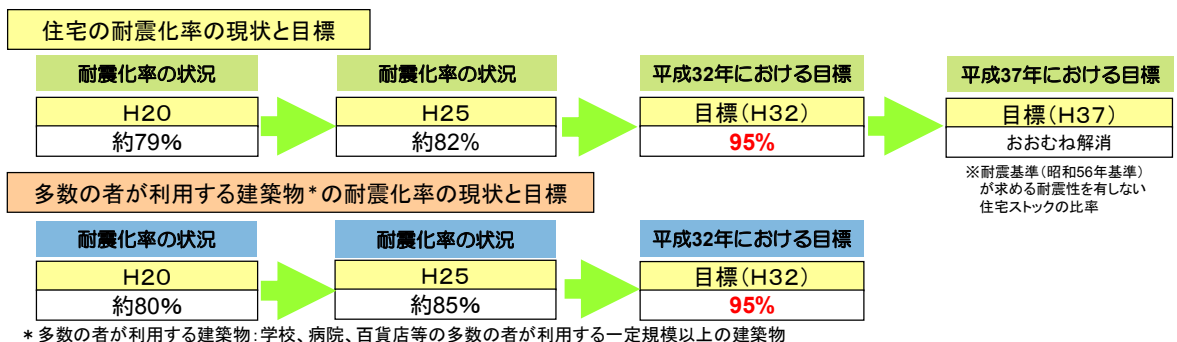 住宅の耐震化率の現状と目標
耐震化率の状況
H20
約79%
耐震化率の状況
H25
約82%
平成32年における目標
目標(H32)
95%
平成37年における目標
目標(H37)
おおむね解消
※耐震基準(昭和56年基準)
が求める耐震性を有しない
住宅ストックの比率
多数の者が利用する建築物*の耐震化率の現状と目標
耐震化率の状況
H20
約80%
耐震化率の状況
H25
約85%
平成32年における目標
目標(H32)
95%
*多数の者が利用する建築物:学校、病院、百貨店等の多数の者が利用する一定規模以上の建築物